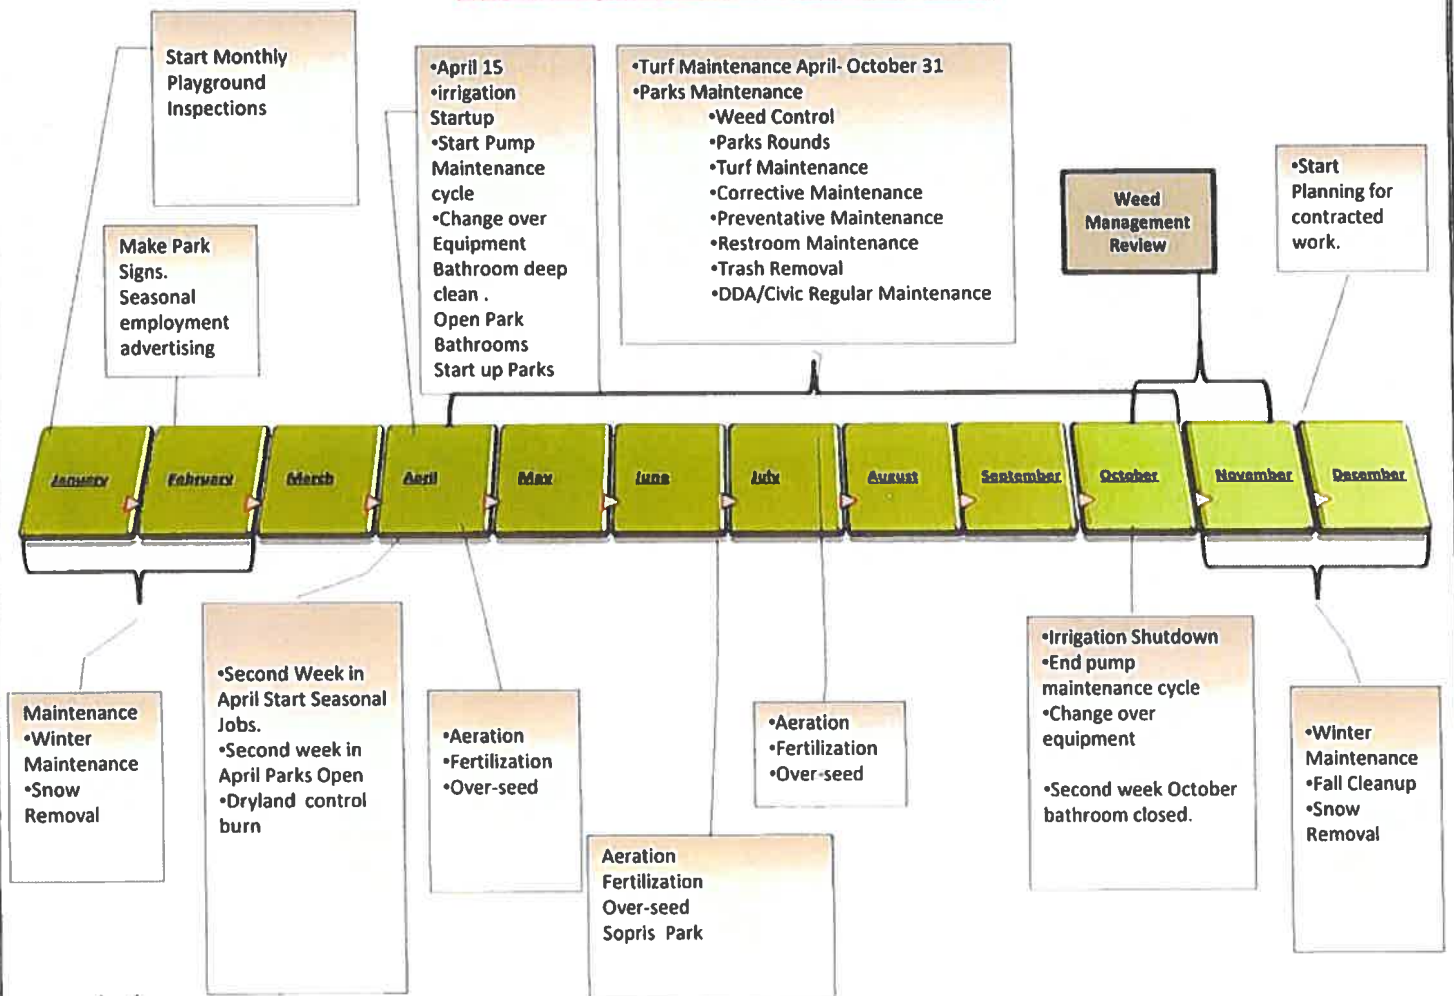 Start Monthly
Playground
Inspections
Make Park
Signs.
Seasonal
employment
advertising
•April 15
•irrigation
Startup
•Start Pump
Maintenance
cycle
•Change over
Equipment
Bathroom deep
clean .
Open Park
Bathrooms
Start up Parks
•Turf Maintenance April- October 31
•Parks Maintenance
•Weed Control
•Parks Rounds
•Turf Maintenance
•Corrective Maintenance
•Preventative Maintenance
•Restroom Maintenance
•Trash Removal
•DDA/Civic Regular Maintenance
Weed
Management
Review
•Start
Planning for
contracted
work.
January
February
March
April
May
June
July
August
September
October
November
December
Maintenance
•Winter
Maintenance
•Snow
Removal
•Second Week in
April Start Seasonal
Jobs.
•Second week in
April Parks Open
•Dryland control
burn
•Aeration
•Fertilization
•Over-seed
Aeration
Fertilization
Over-seed
Sopris Park
•Aeration
•Fertilization
•Over-seed
•Irrigation Shutdown
•End pump
maintenance cycle
•Change over
equipment
•Second week October
bathroom closed.
•Winter
Maintenance
•Fall Cleanup
•Snow
Removal